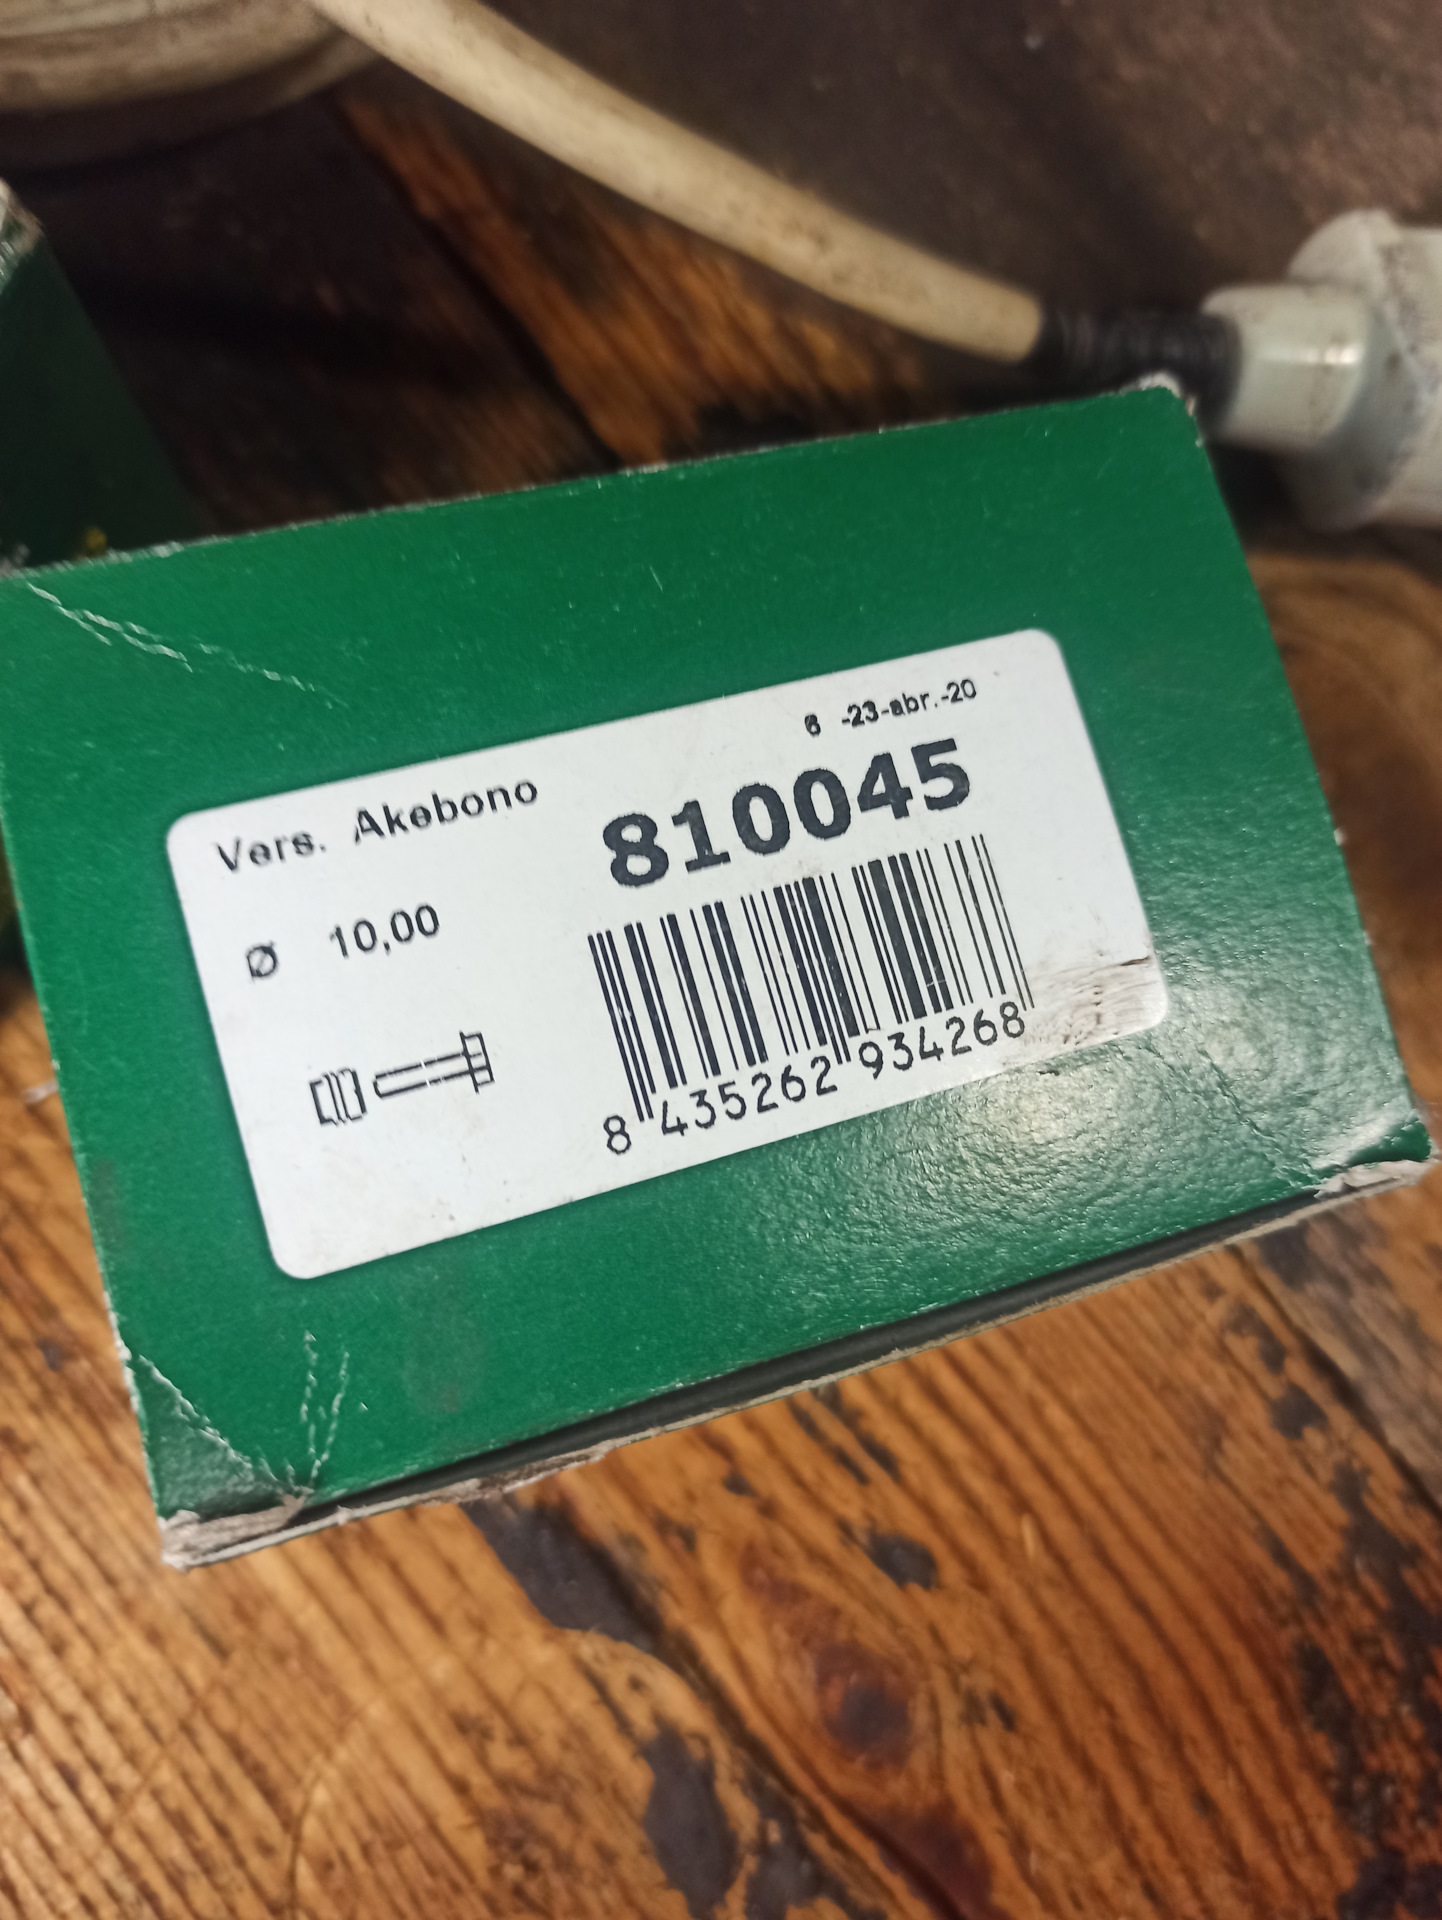 6 -23-abr.-20
Vers. Akebono
810045
Ø 10,00
8 435262 934268